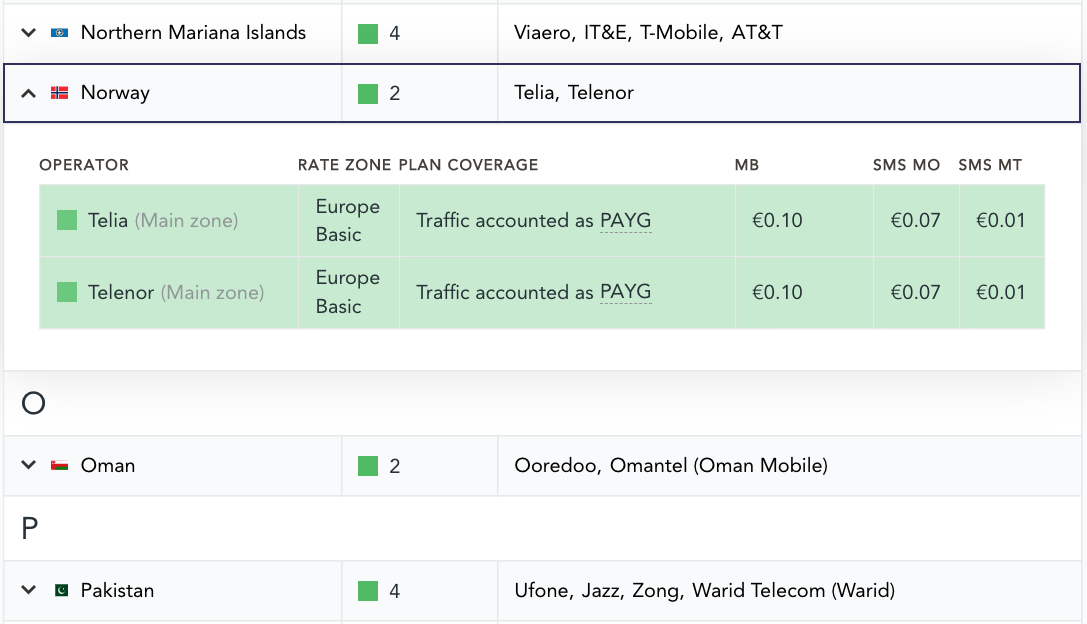 Northern Mariana Islands 4 Viaero, IT&E, T-Mobile, AT&T
Norway 2 Telia, Telenor
OPERATOR RATE ZONE PLAN COVERAGE MB SMS MO SMS MT
Telia (Main zone) Europe Basic Traffic accounted as PAYG €0.10 €0.07 €0.01
Telenor (Main zone) Europe Basic Traffic accounted as PAYG €0.10 €0.07 €0.01
O
Oman 2 Ooredoo, Omantel (Oman Mobile)
P
Pakistan 4 Ufone, Jazz, Zong, Warid Telecom (Warid)